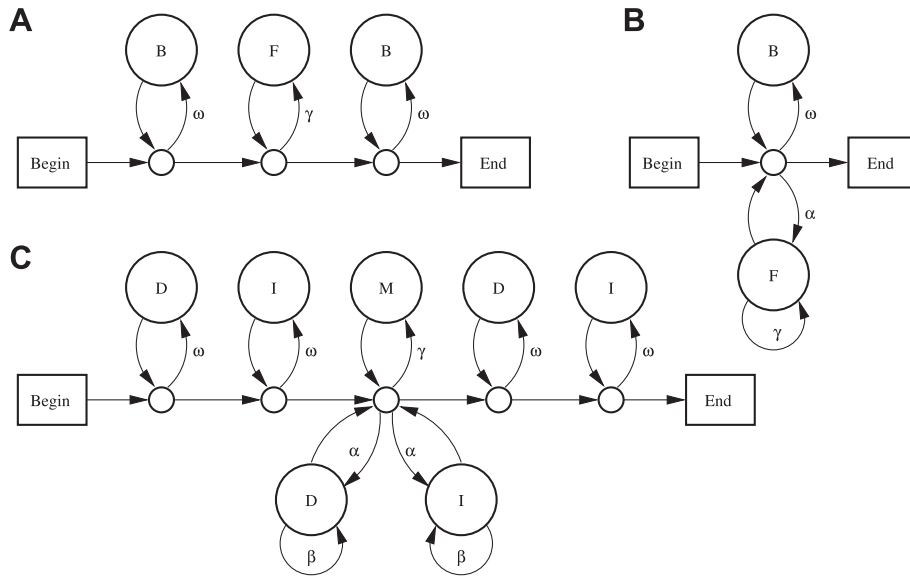 A
B
B F B
B
ω γ ω
ω
Begin End
Begin End
α
F
γ
C
D I M D I
ω ω γ ω ω
Begin End
α α
D I
β β